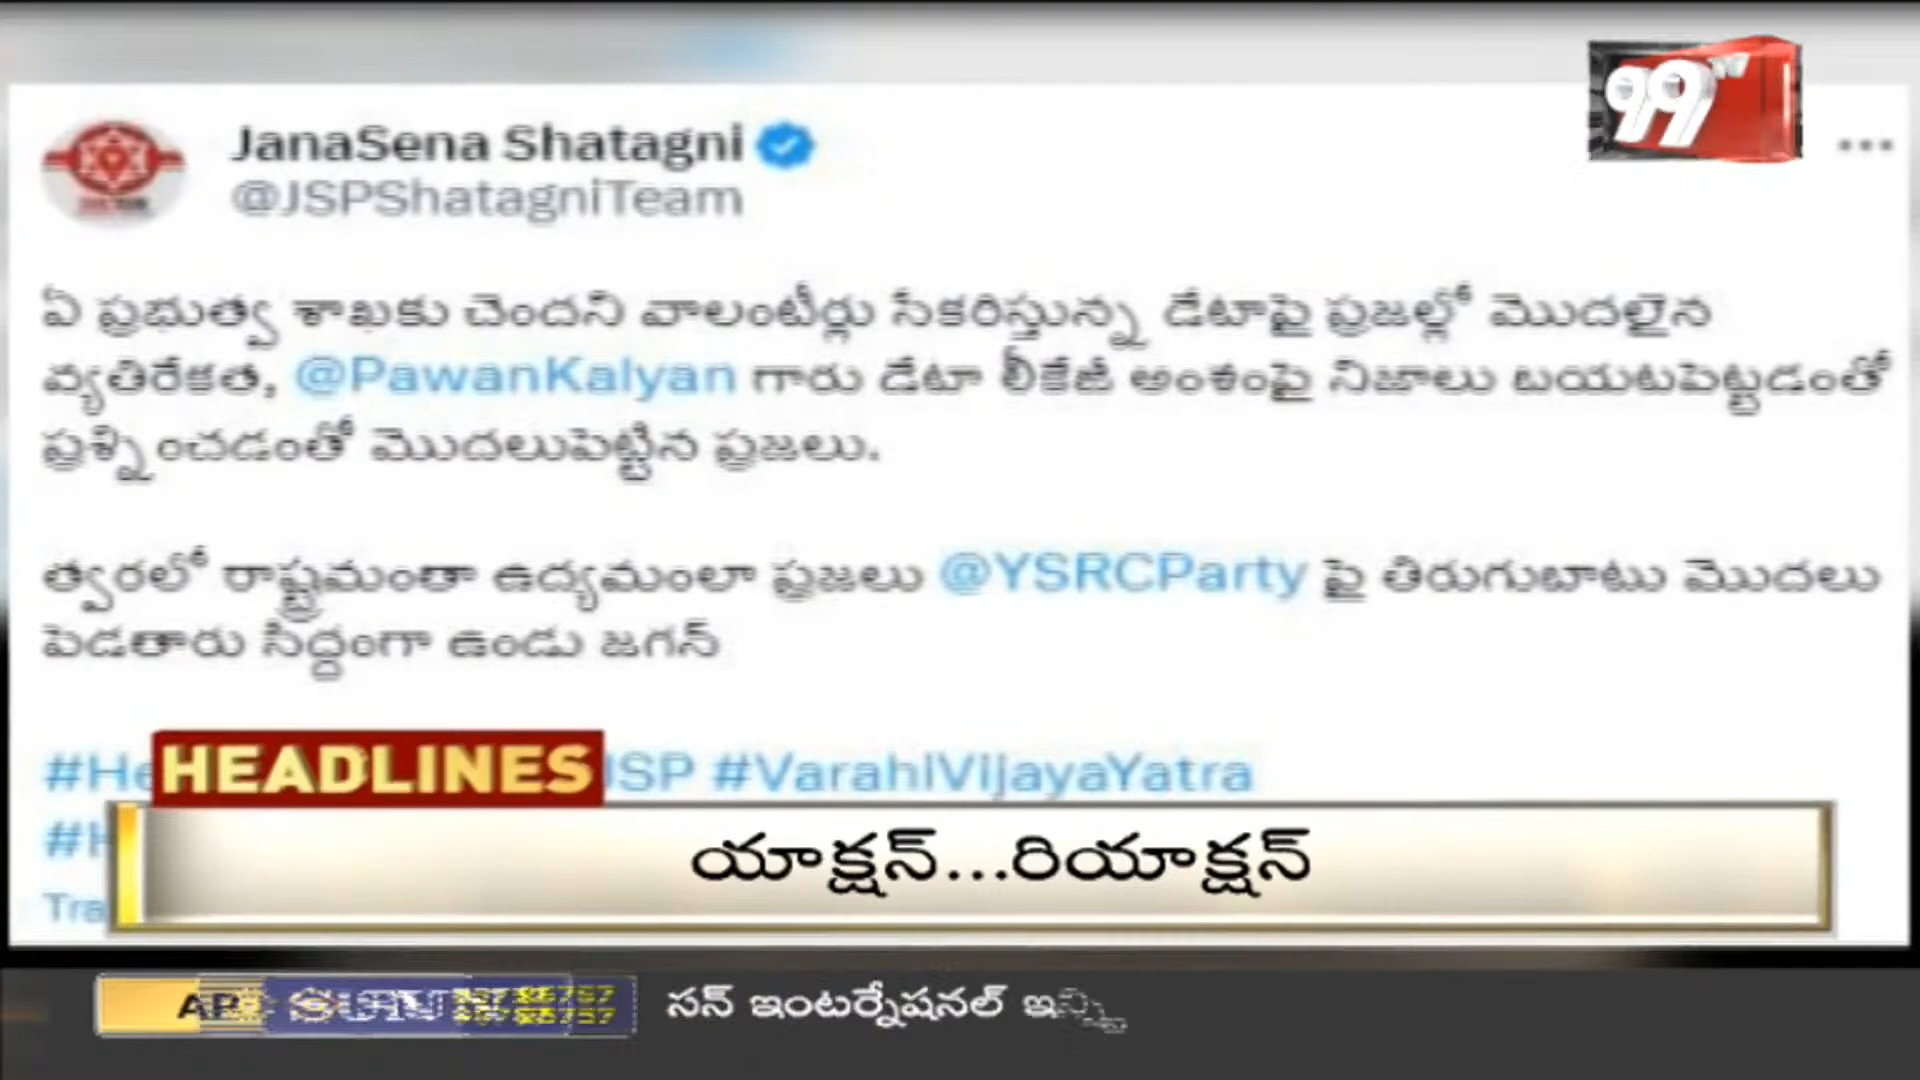 99TV
JanaSena Shatagni
@JSPShatagniTeam
ఏ ప్రభుత్వ శాఖకు చెందని వాలంటీర్లు సేకరిస్తున్న డేటాపై ప్రజల్లో మొదలైన
వ్యతిరేకత, @PawanKalyan గారు డేటా లీకేజీ అంశంపై నిజాలు బయటపెట్టడంతో
ప్రశ్నించడంతో మొదలుపెట్టిన ప్రజలు.
త్వరలో రాష్ట్రమంతా ఉద్యమంలా ప్రజలు @YSRCParty పై తిరుగుబాటు మొదలు
పెడతారు సిద్దంగా ఉండు జగన్
#VarahiVijayaYatra
HEADLINES
యాక్షన్...రియాక్షన్
సన్ ఇంటర్నేషనల్